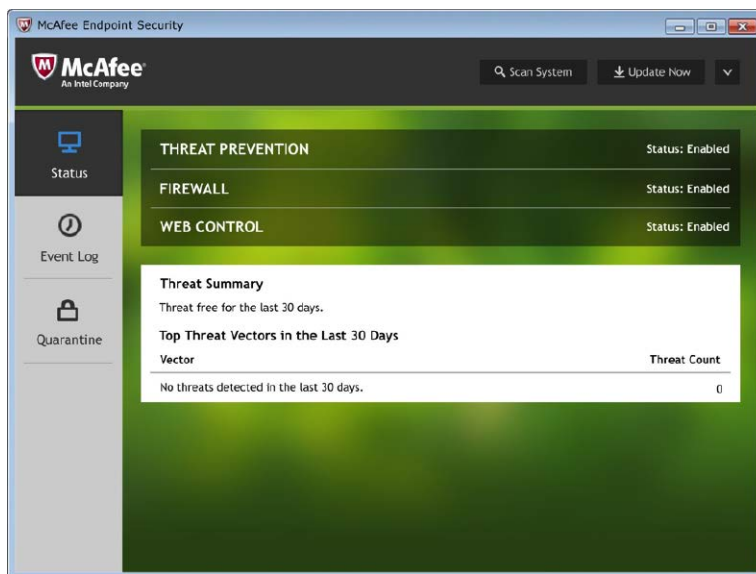 McAfee Endpoint Security
McAfee
An Intel Company
Scan System
Update Now
Status
Event Log
Quarantine
THREAT PREVENTION Status: Enabled
FIREWALL Status: Enabled
WEB CONTROL Status: Enabled
Threat Summary
Threat free for the last 30 days.
Top Threat Vectors in the Last 30 Days
Vector Threat Count
No threats detected in the last 30 days. 0